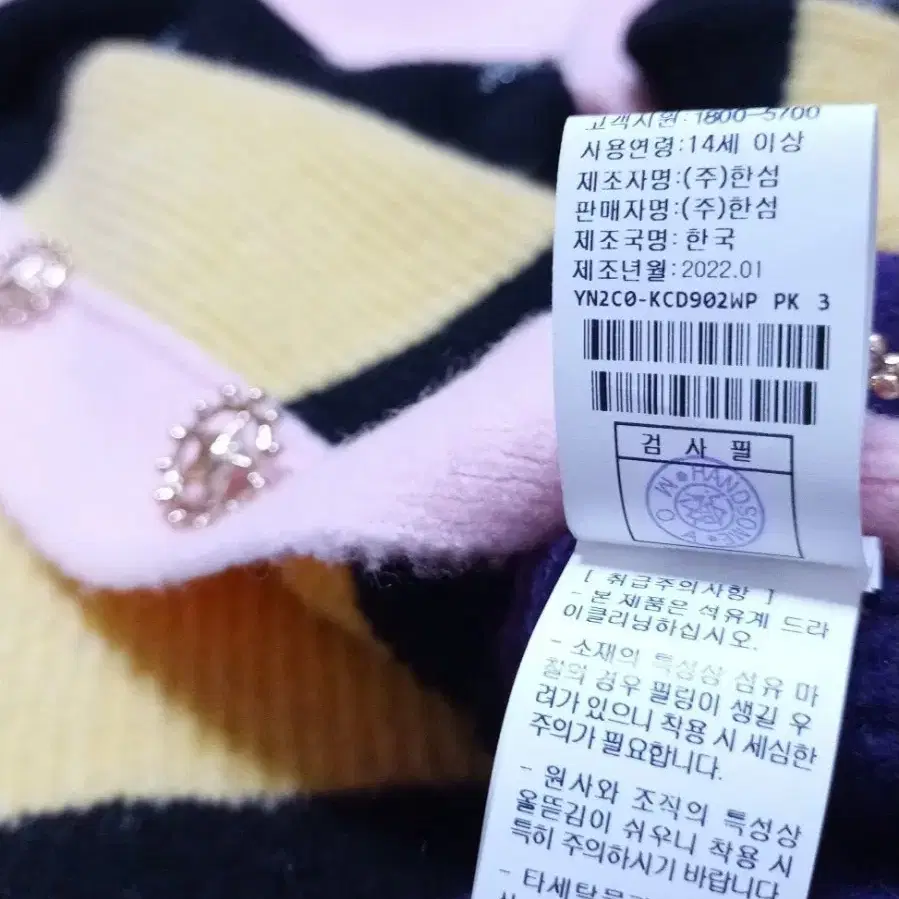 고객지원:1800-5700
사용연령:14세 이상
제조자명:(주)한섬
판매자명:(주)한섬
제조국명: 한국
제조년월:2022.01
YN2C0-KCD902WP PK 3
검 사 필
HANDSOME
[ 취급주의사항 ]
- 본 제품은 석유계 드라
이클리닝하십시오.
- 소재의 특성상 섬유 마
찰의 경우 필링이 생길 우
려가 있으니 착용 시 세심한
주의가 필요합니다.
- 원사와 조직의 특성상
올뜯김이 쉬우니 착용 시
특히 주의하시기 바랍니다
- 타세탁물